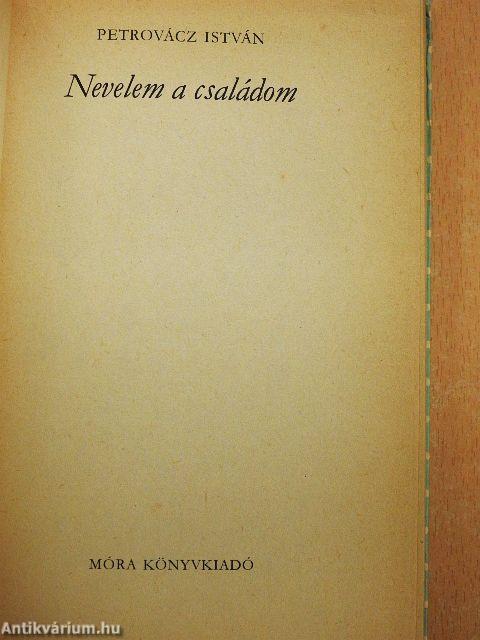 PETROVÁCZ ISTVÁN
Nevelem a családom
MÓRA KÖNYVKIADÓ
Antikvárium.hu